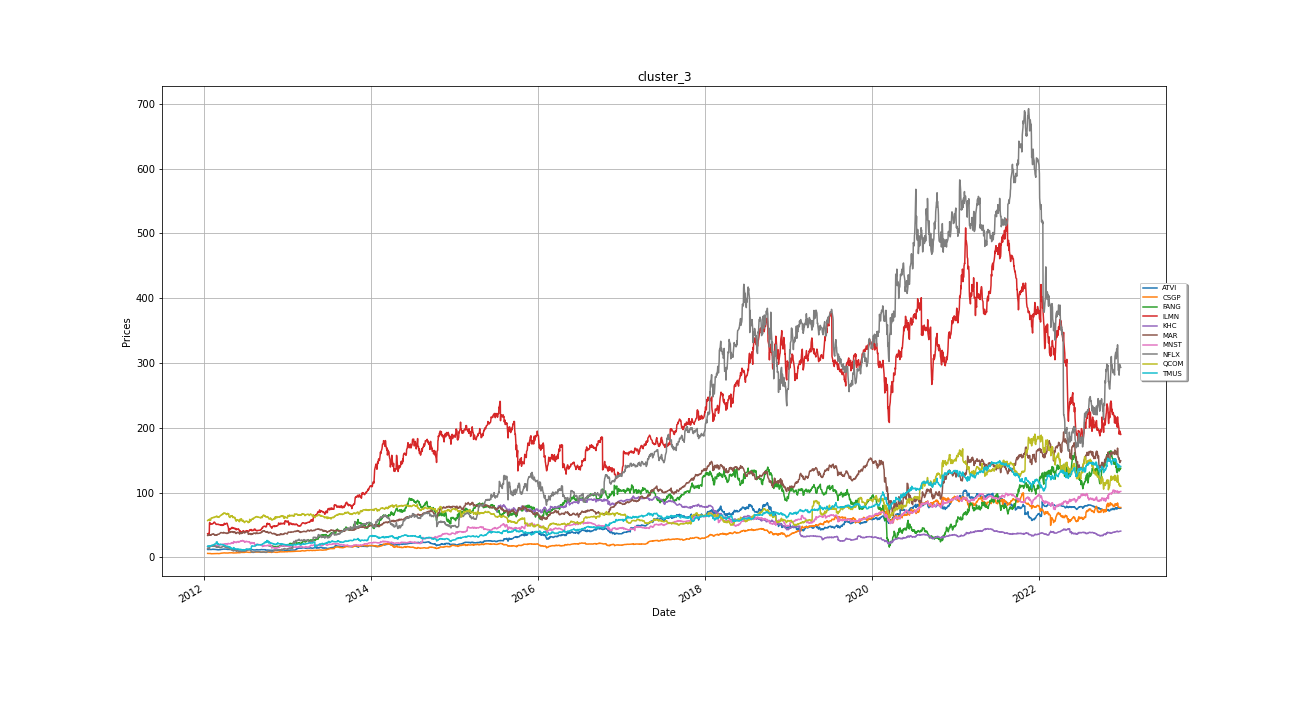 cluster_3
700
600
500
400
300
200
100
0
Prices
2012
2014
2016
2018
2020
2022
Date
ATVI
CSGP
FANG
ILMN
KHC
MAR
MNST
NFLX
QCOM
TMUS